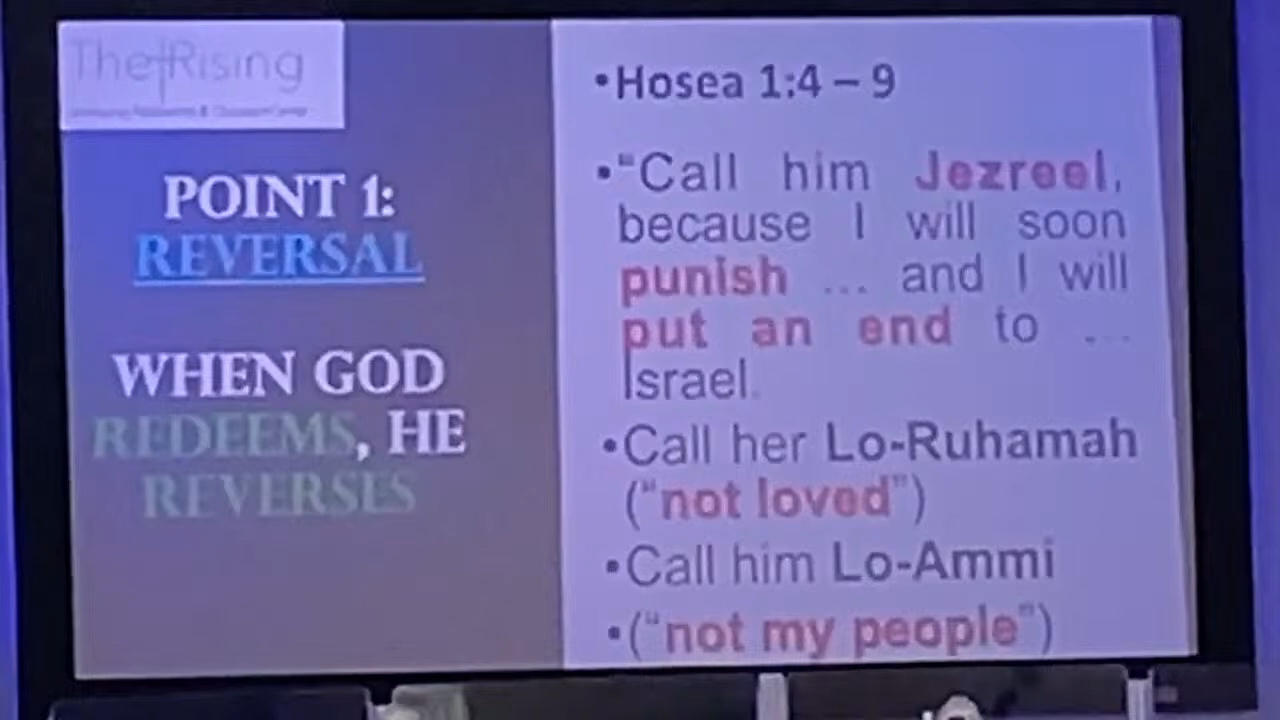 The Rising
POINT 1:
REVERSAL
WHEN GOD
REDEEMS, HE
REVERSES
•Hosea 1:4 – 9
•“Call him Jezreel,
because I will soon
punish ... and I will
put an end to ...
Israel.
•Call her Lo-Ruhamah
(“not loved”)
•Call him Lo-Ammi
•(“not my people”)